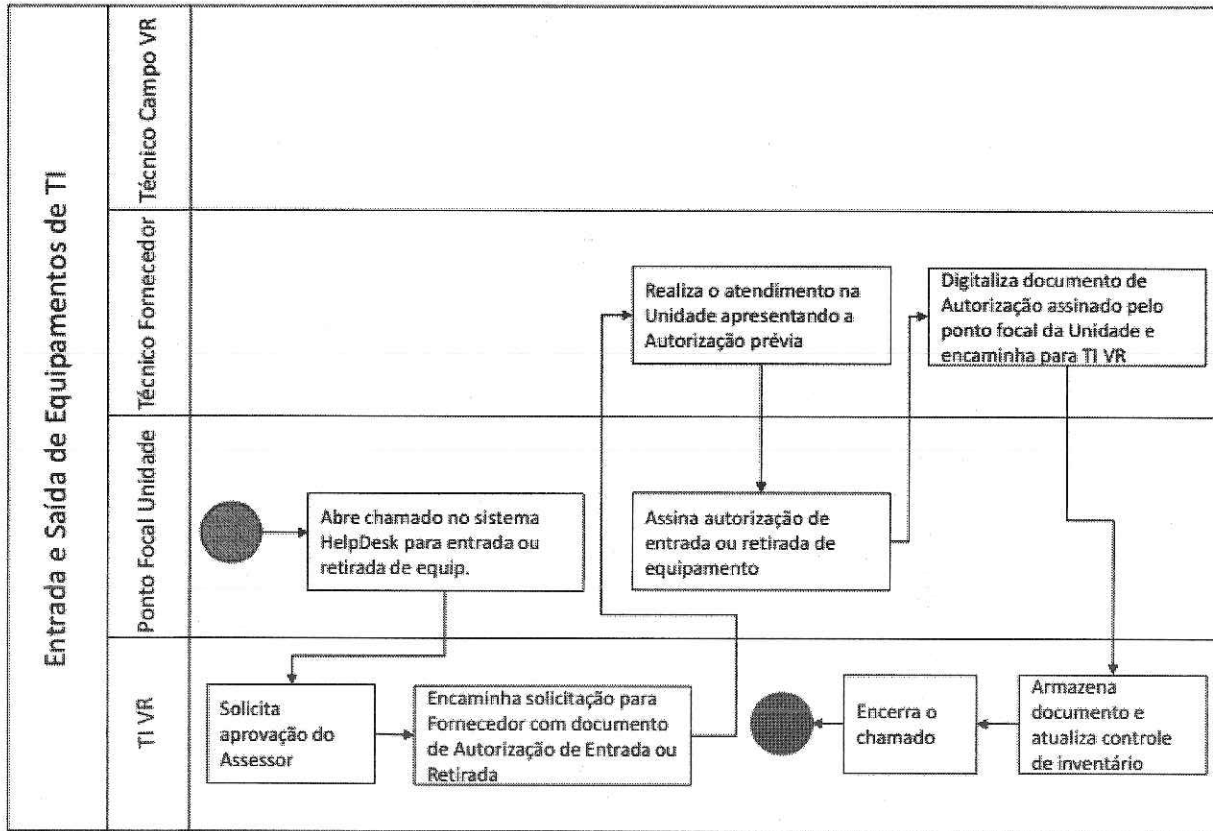 Entrada e Saída de Equipamentos de TI
Técnico Campo VR
Técnico Fornecedor
Realiza o atendimento na
Unidade apresentando a
Autorização prévia
Digitaliza documento de
Autorização assinado pelo
ponto focal da Unidade e
encaminha para TI VR
Ponto Focal Unidade
Abre chamado no sistema
HelpDesk para entrada ou
retirada de equip.
Assina autorização de
entrada ou retirada de
equipamento
TI VR
Solicita
aprovação do
Assessor
Encaminha solicitação para
Fornecedor com documento
de Autorização de Entrada ou
Retirada
Encerra o
chamado
Armazena
documento e
atualiza controle
de inventário